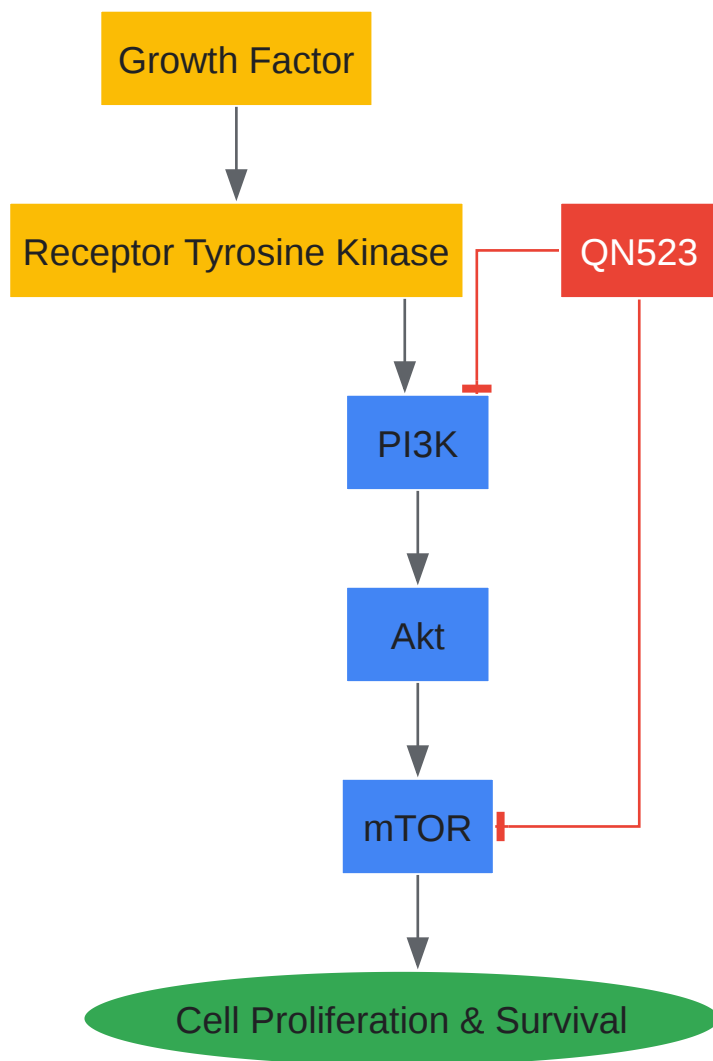 Growth Factor
Receptor Tyrosine Kinase
QN523
PI3K
Akt
mTOR
Cell Proliferation & Survival